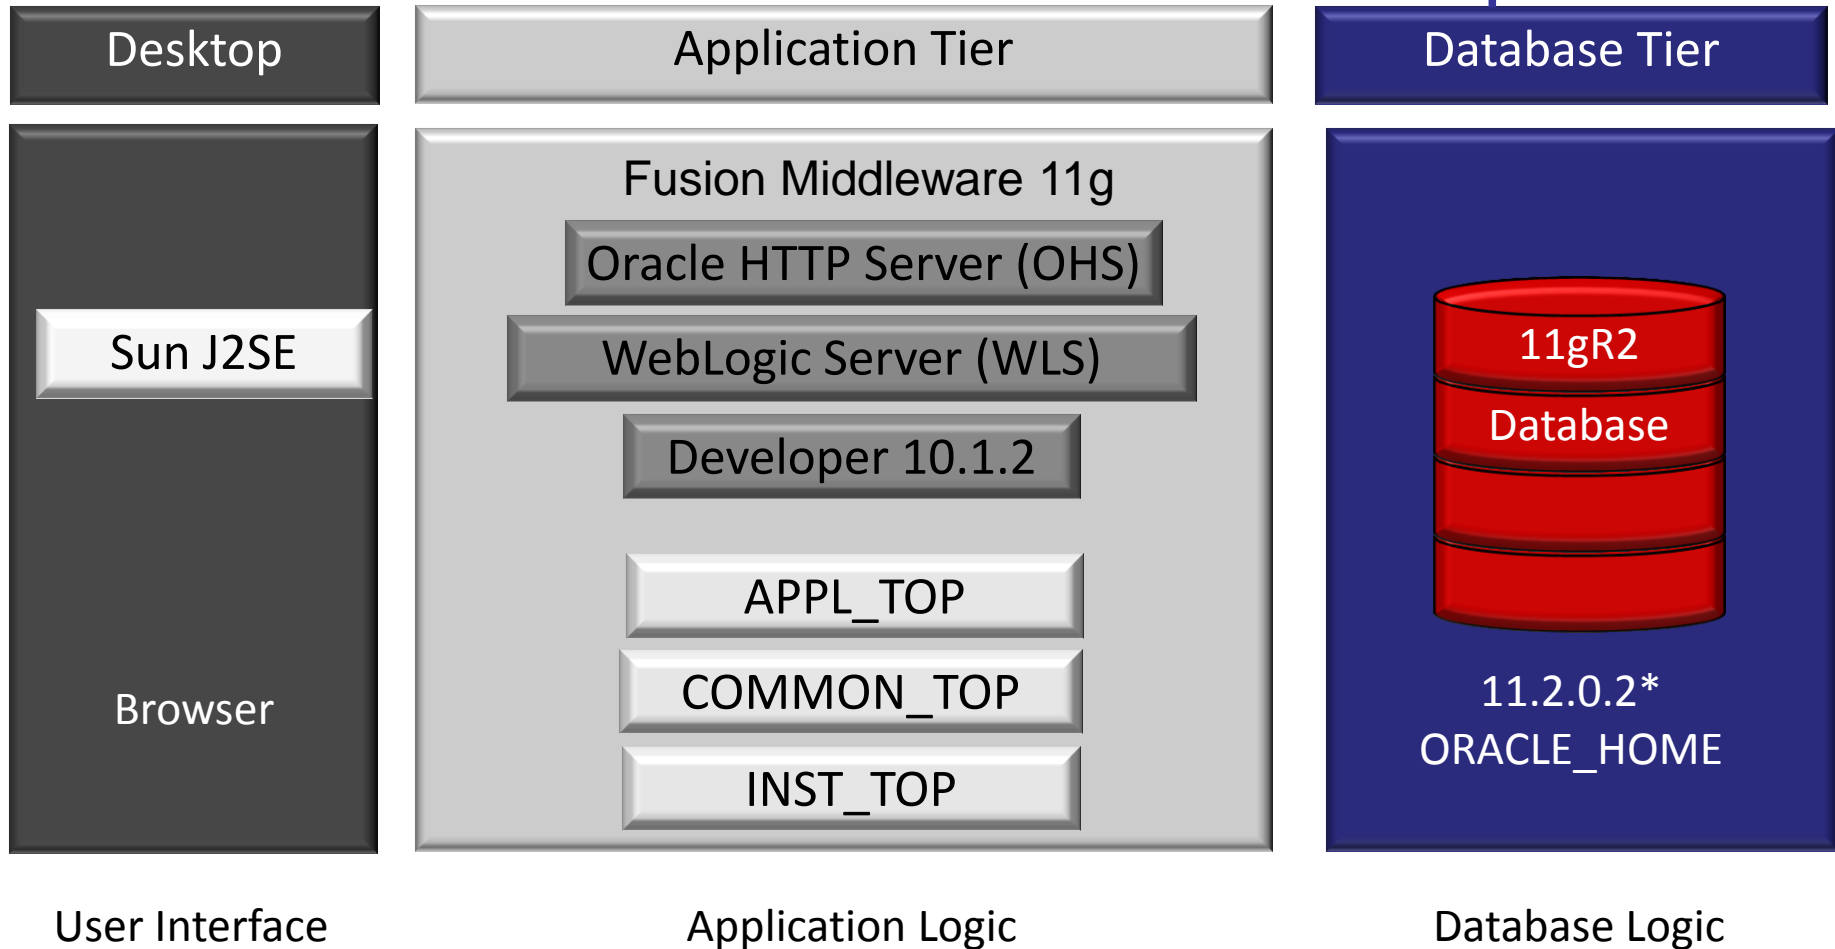 Desktop
Application Tier
Database Tier
Fusion Middleware 11g
Oracle HTTP Server (OHS)
WebLogic Server (WLS)
Developer 10.1.2
APPL_TOP
COMMON_TOP
INST_TOP
Sun J2SE
Browser
11gR2
Database
11.2.0.2*
ORACLE_HOME
User Interface
Application Logic
Database Logic